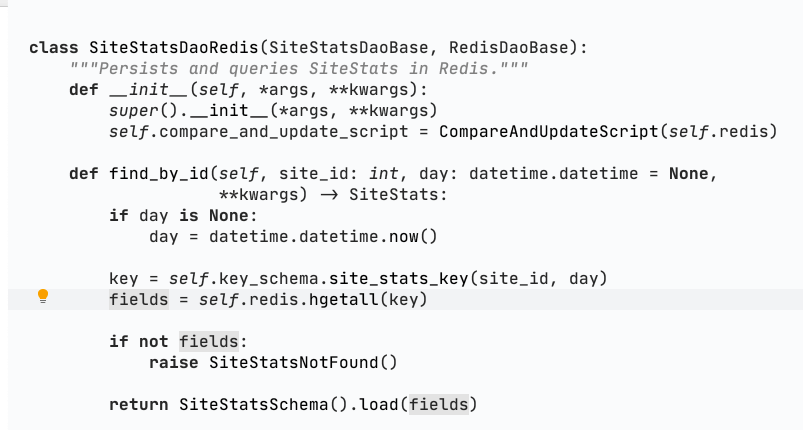 class SiteStatsDaoRedis(SiteStatsDaoBase, RedisDaoBase):
    """Persists and queries SiteStats in Redis."""
    def __init__(self, *args, **kwargs):
        super().__init__(*args, **kwargs)
        self.compare_and_update_script = CompareAndUpdateScript(self.redis)

    def find_by_id(self, site_id: int, day: datetime.datetime = None,
                   **kwargs) → SiteStats:
        if day is None:
            day = datetime.datetime.now()

        key = self.key_schema.site_stats_key(site_id, day)
        fields = self.redis.hgetall(key)

        if not fields:
            raise SiteStatsNotFound()

        return SiteStatsSchema().load(fields)